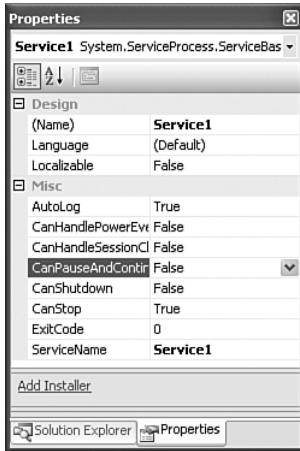 Properties
Service1 System.ServiceProcess.ServiceBas
Design
(Name) Service1
Language (Default)
Localizable False
Misc
AutoLog True
CanHandlePowerEve False
CanHandleSessionCl False
CanPauseAndContin False
CanShutdown False
CanStop True
ExitCode 0
ServiceName Service1
Add Installer
Solution Explorer Properties